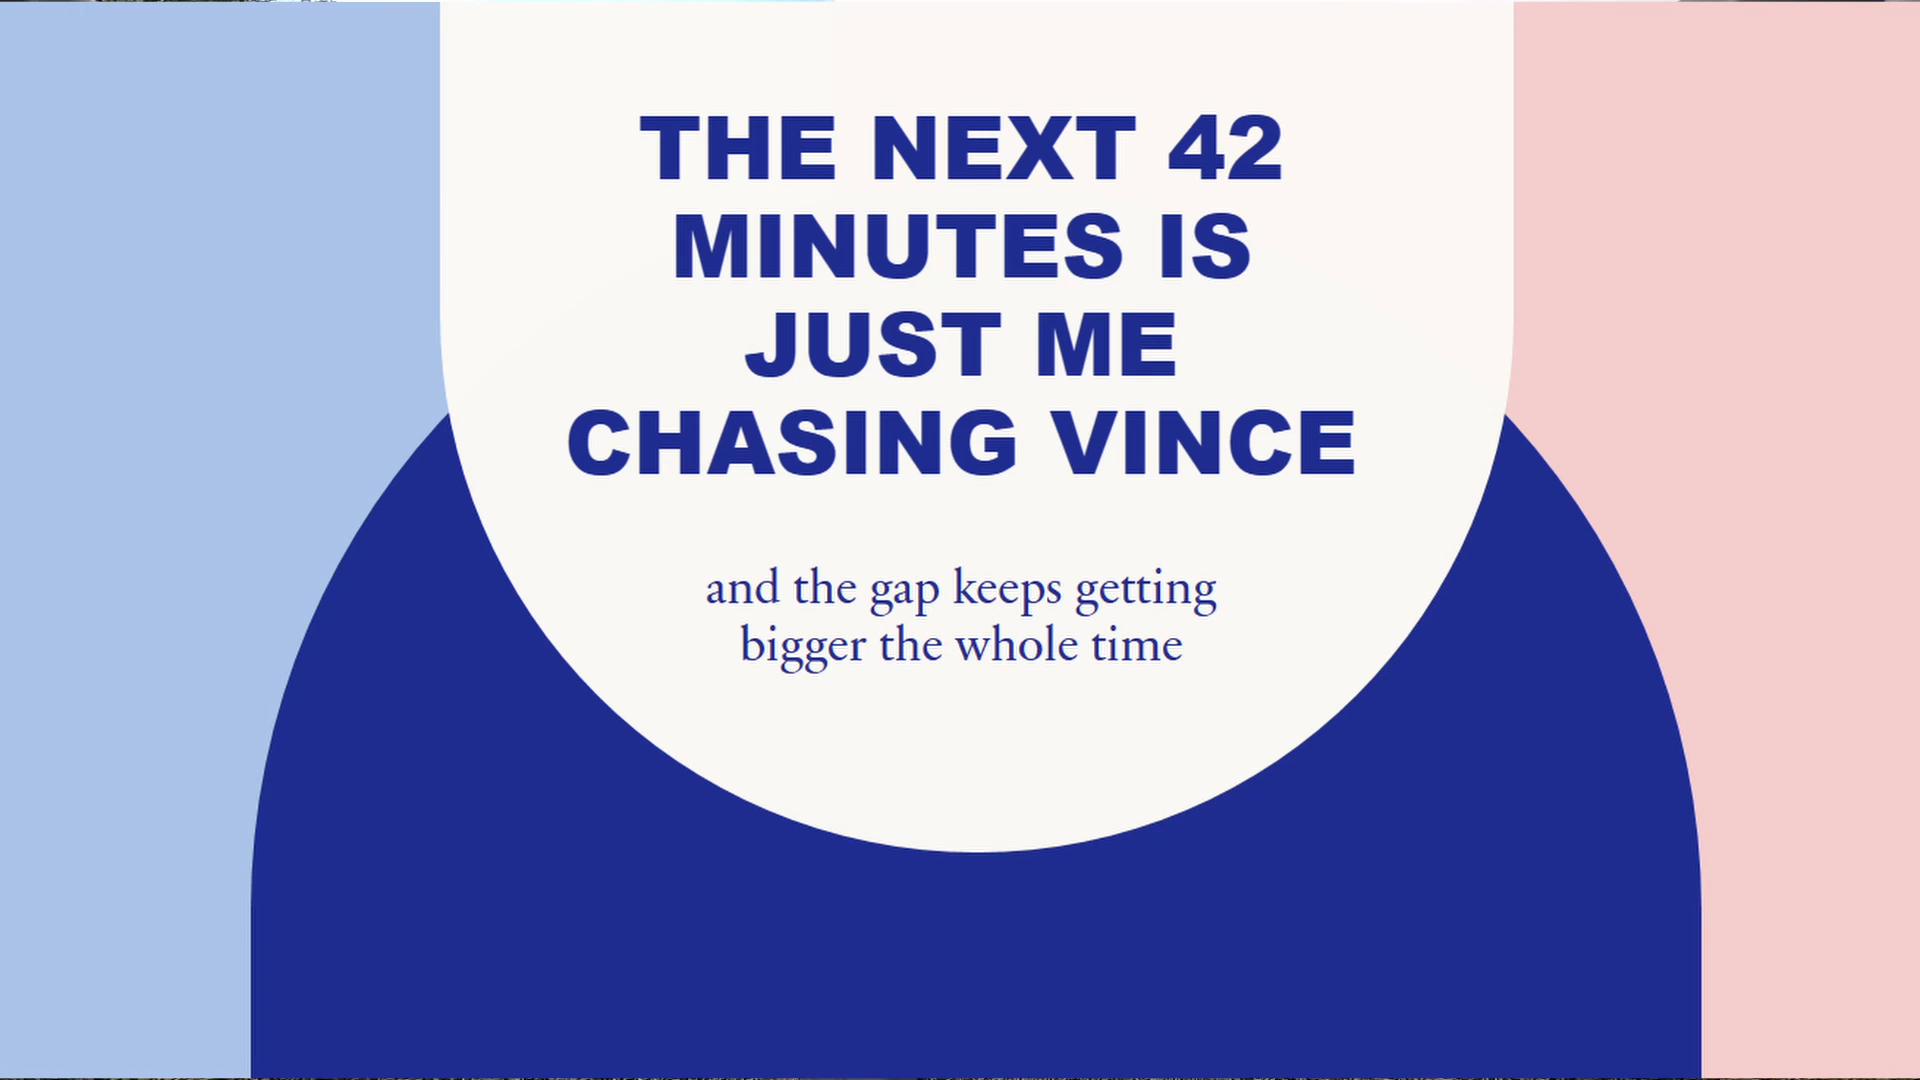 THE NEXT 42
MINUTES IS
JUST ME
CHASING VINCE
and the gap keeps getting
bigger the whole time